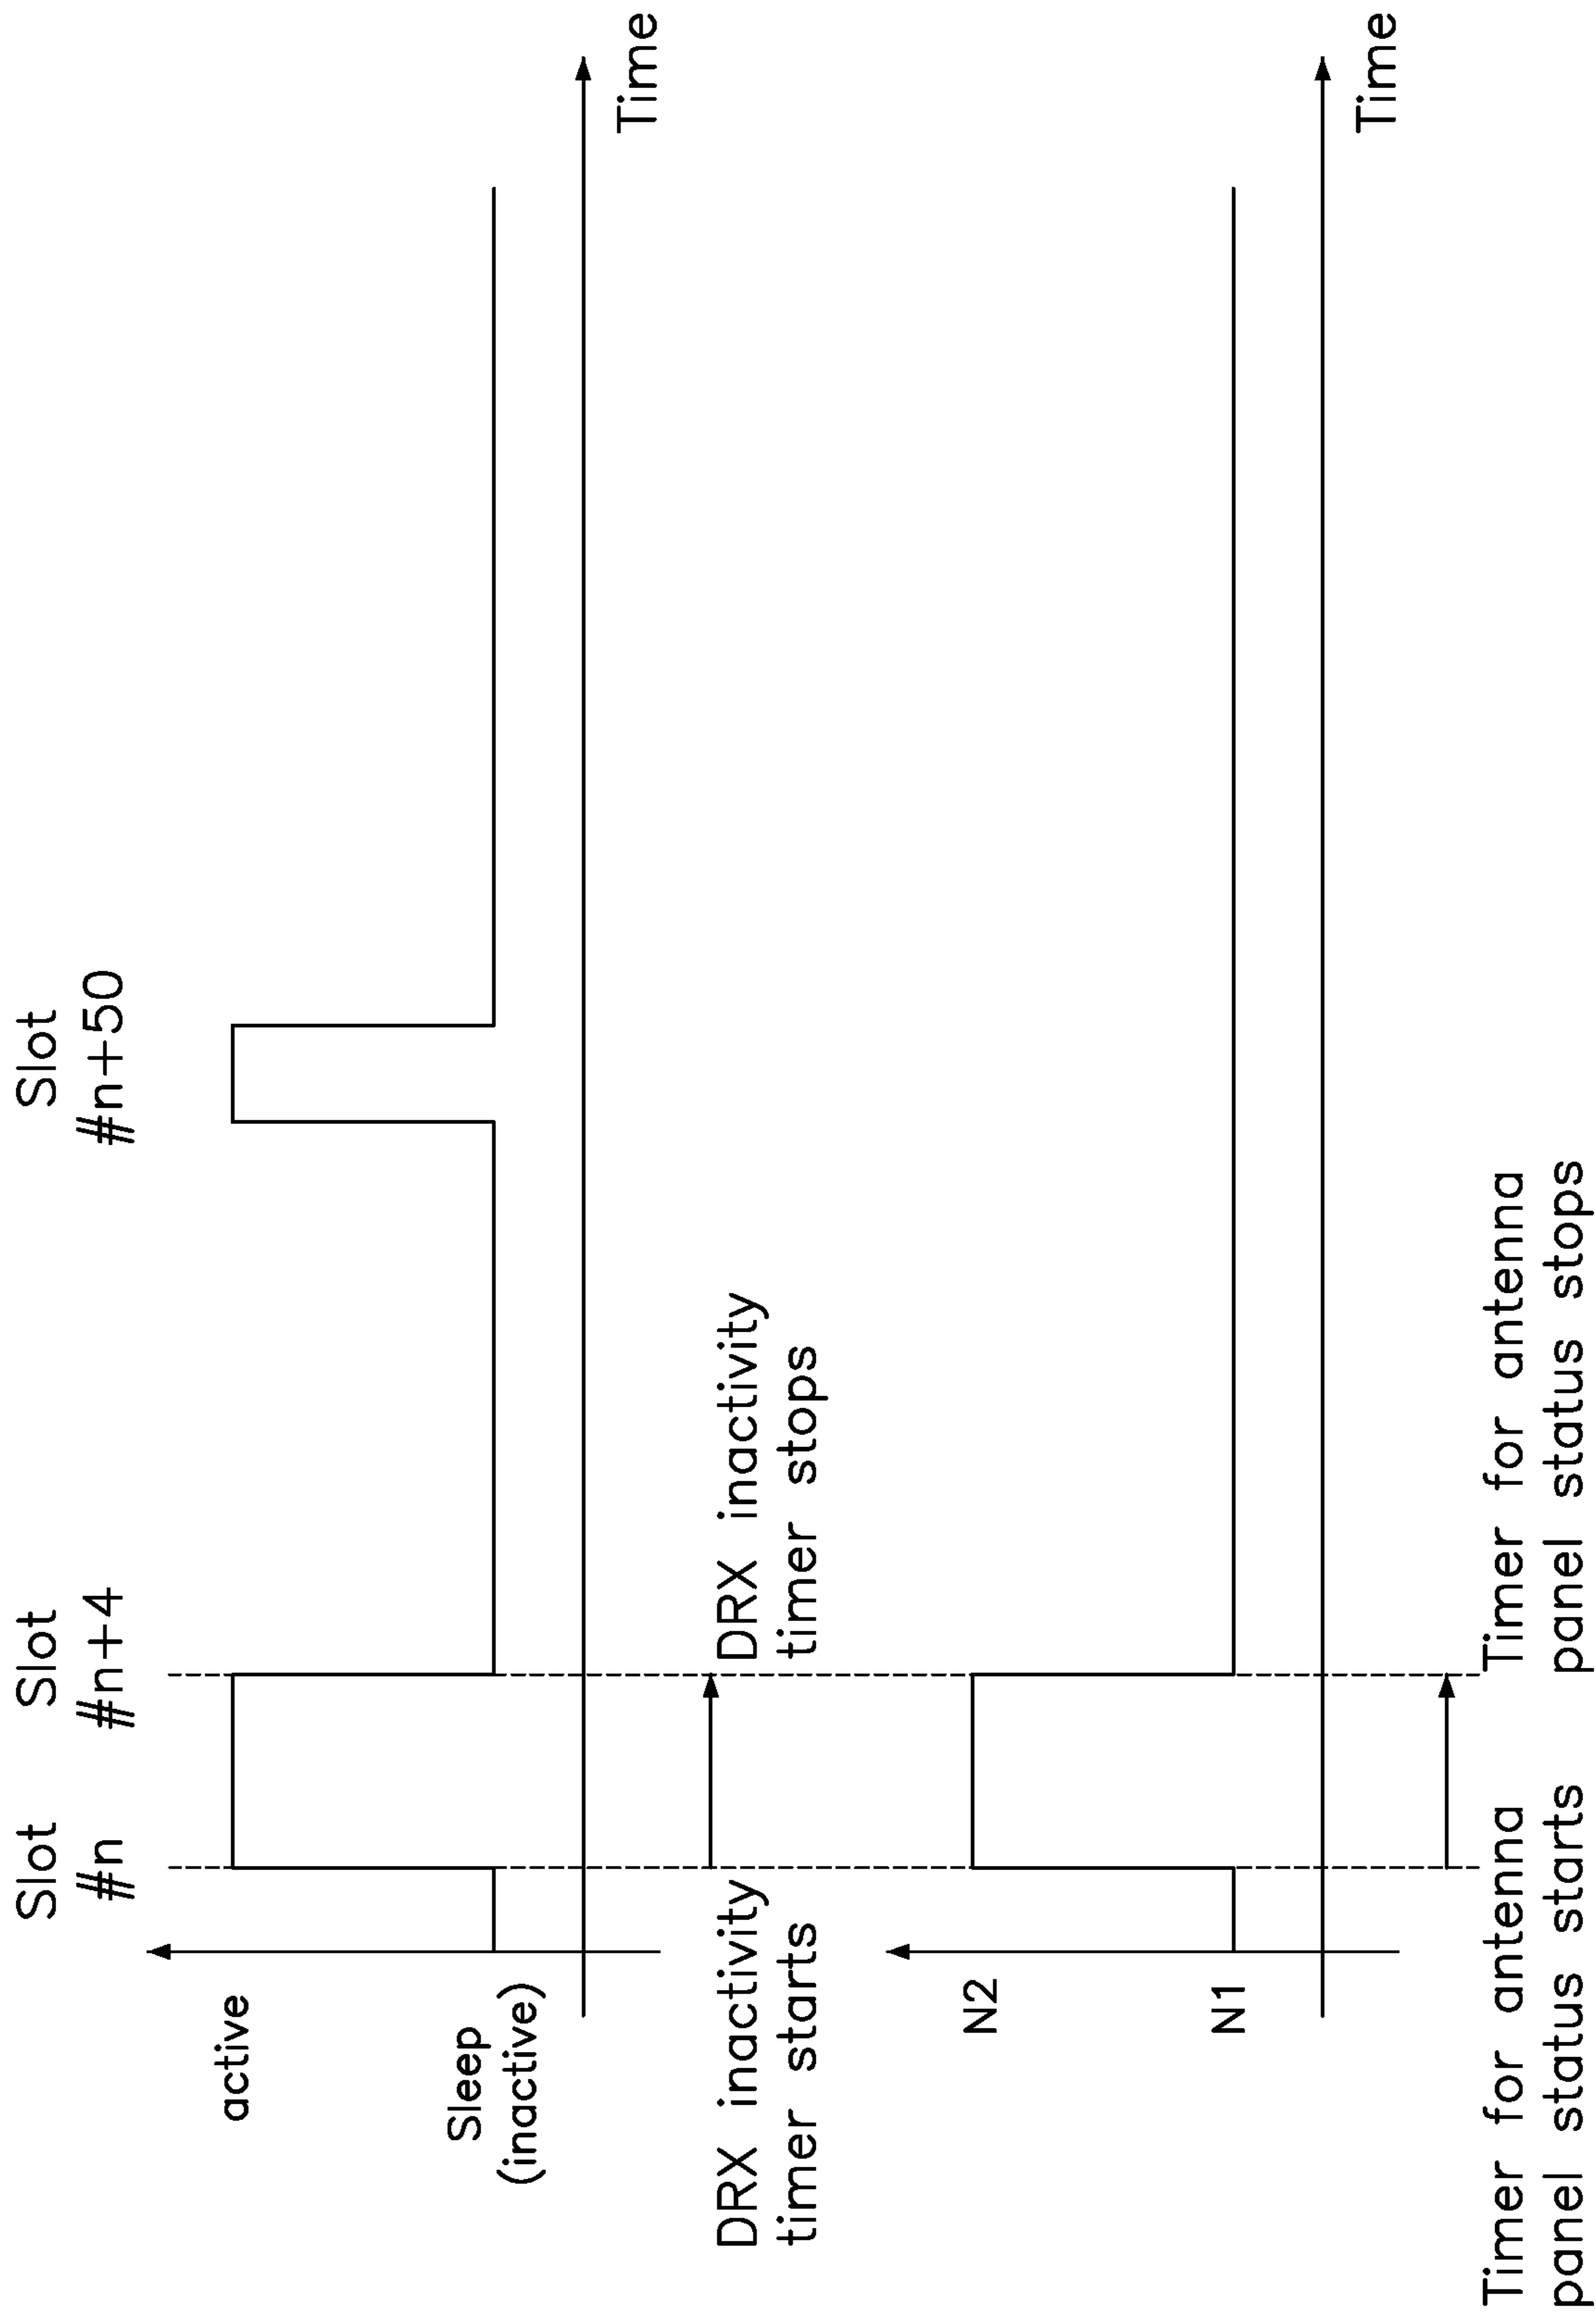 Slot
#n
Slot
#n+4
Slot
#n+50
active
Sleep
(inactive)
Time
DRX inactivity
timer starts
DRX inactivity
timer stops
N2
N1
Time
Timer for antenna
panel status starts
Timer for antenna
panel status stops